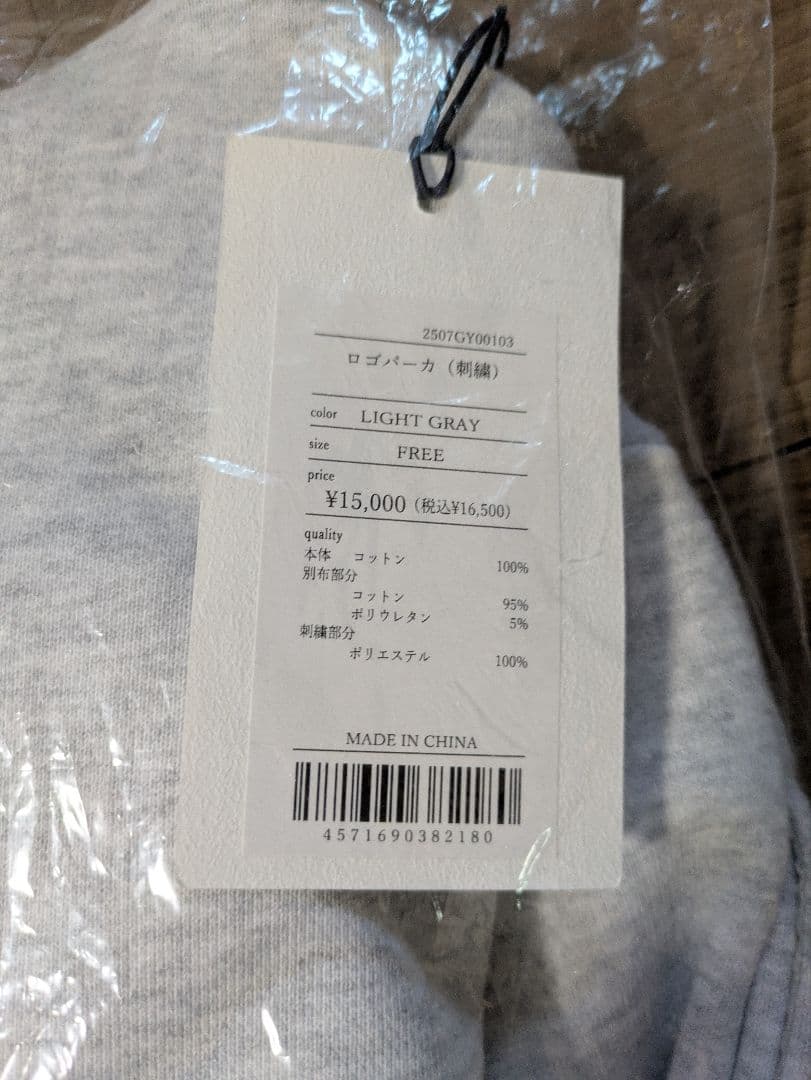 2507GY00103
ロゴパーカ（刺繍）
color LIGHT GRAY
size FREE
price
¥15,000（税込¥16,500）
quality
本体 コットン 100%
別布部分
コットン 95%
ポリウレタン 5%
刺繍部分
ポリエステル 100%
MADE IN CHINA
4571690382180